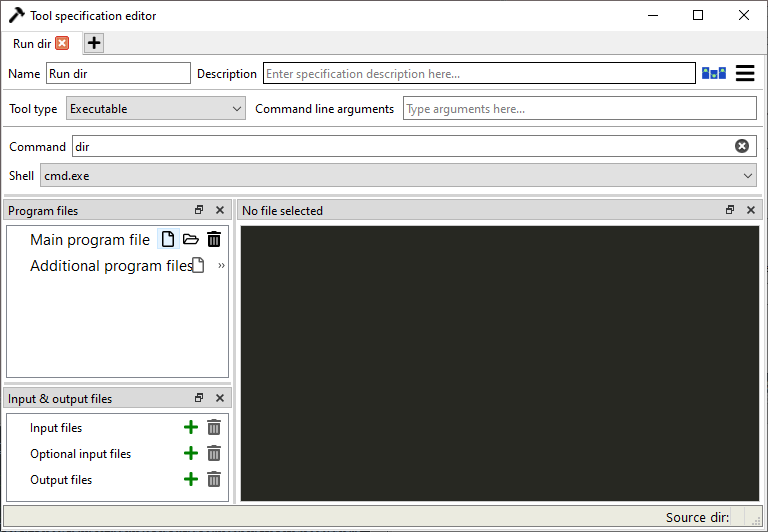 Tool specification editor
Run dir
Name Run dir Description Enter specification description here...
Tool type Executable Command line arguments Type arguments here...
Command dir
Shell cmd.exe
Program files
No file selected
Main program file
Additional program files »
Input & output files
Input files
Optional input files
Output files
Source dir: